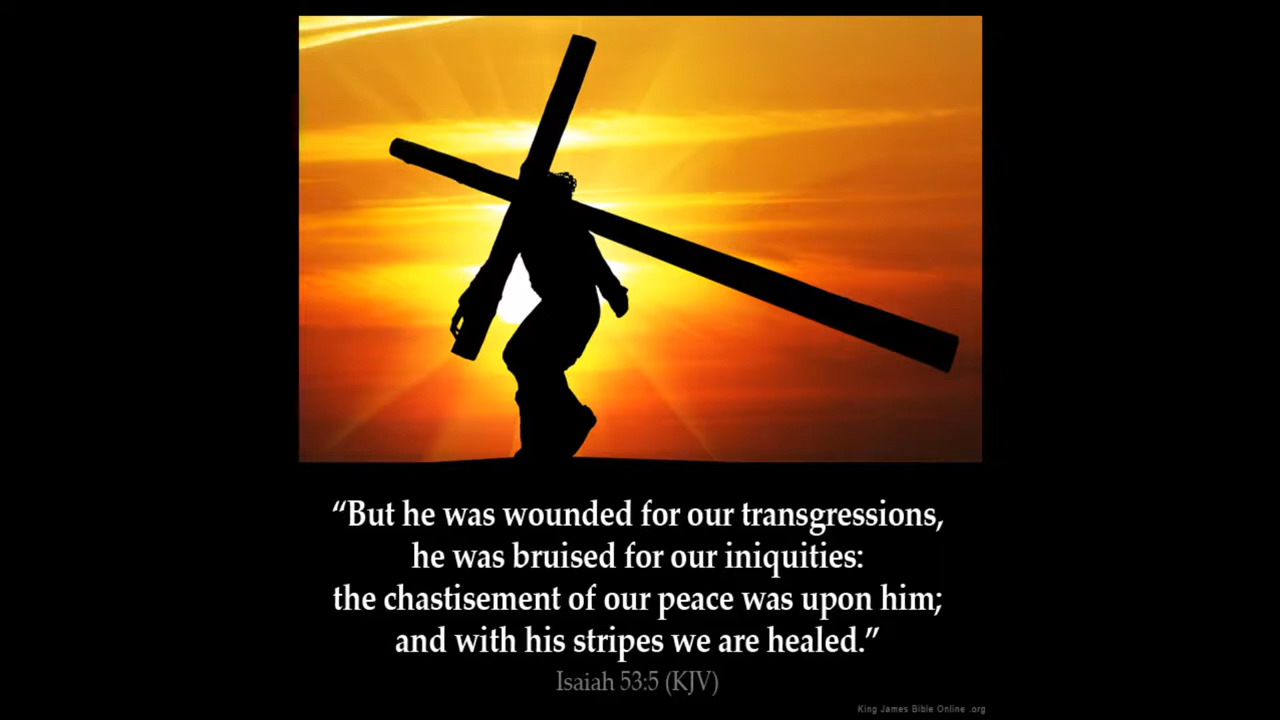 “But he was wounded for our transgressions,
he was bruised for our iniquities:
the chastisement of our peace was upon him;
and with his stripes we are healed.”
Isaiah 53:5 (KJV)
King James Bible Online .org